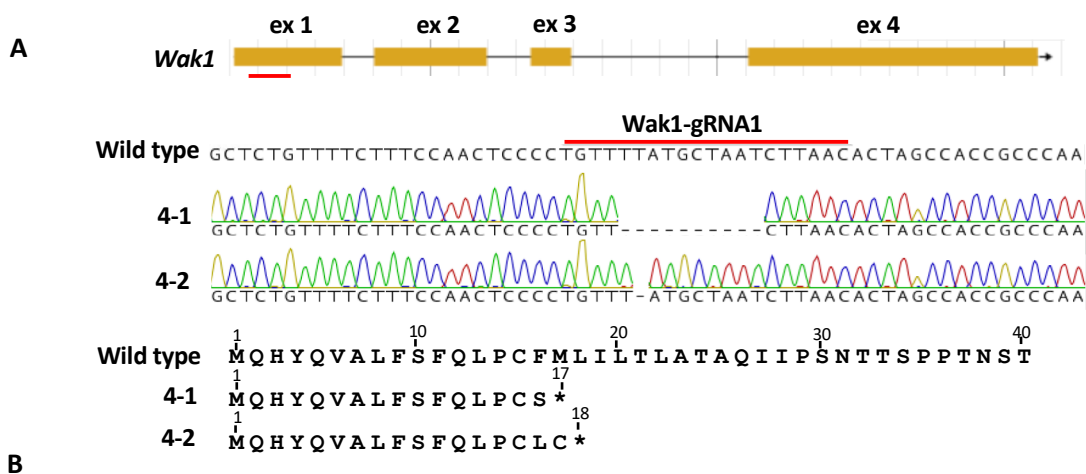 A
ex 1 ex 2 ex 3 ex 4
Wak1
Wak1-gRNA1
Wild type GCTCTGTTTTCTTTCCAACTCCCCTGTTTTATGCTAATCTTAACACTAGCCACCGCCCAA
4-1 GCTCTGTTTTCTTTCCAACTCCCCTGTT----------CTTAACACTAGCCACCGCCCAA
4-2 GCTCTGTTTTCTTTCCAACTCCCCTGTTT-ATGCTAATCTTAACACTAGCCACCGCCCAA
1 10 20 30 40
Wild type MQHYQVALFSFQLPCFMLILTLATAQIIPSNTTSPPTNST
1 17
4-1 MQHYQVALFSFQLPCS*
1 18
4-2 MQHYQVALFSFQLPCLC*
B